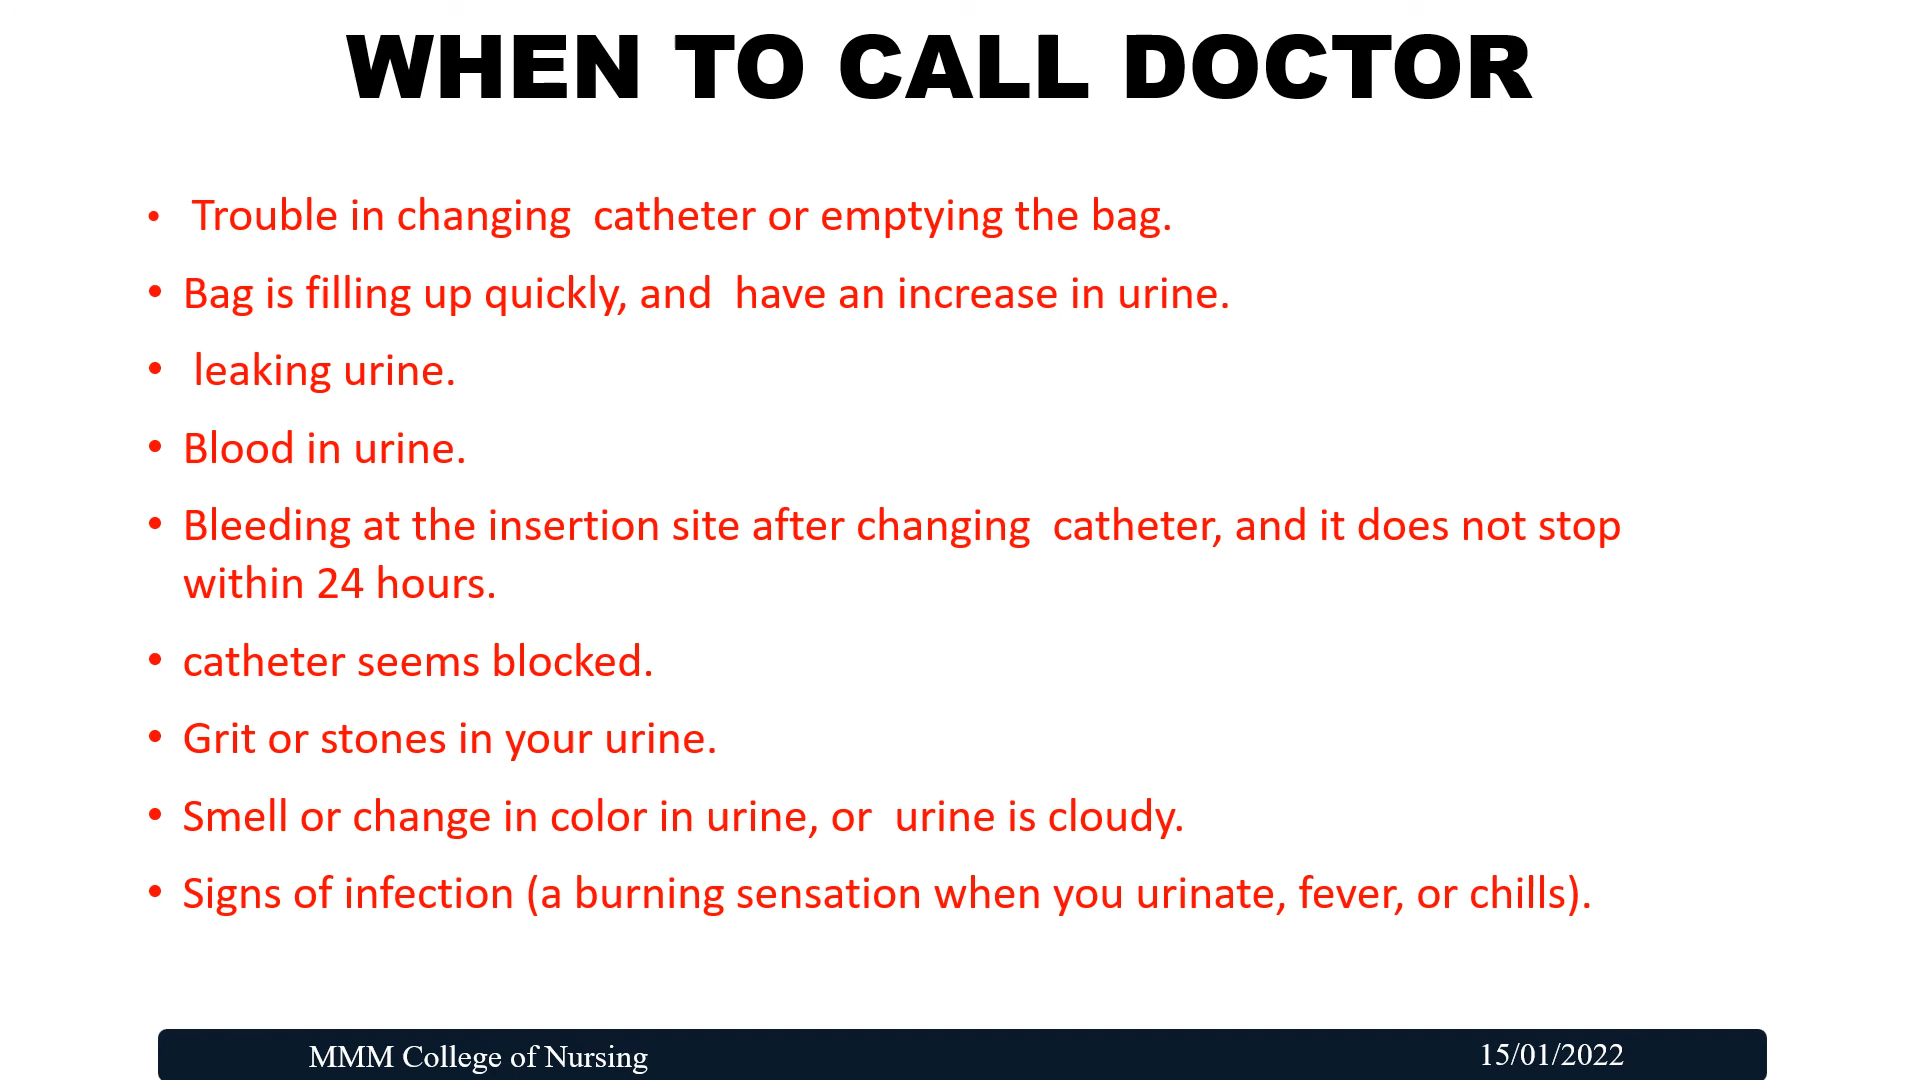 WHEN TO CALL DOCTOR
• Trouble in changing catheter or emptying the bag.
• Bag is filling up quickly, and have an increase in urine.
• leaking urine.
• Blood in urine.
• Bleeding at the insertion site after changing catheter, and it does not stop
within 24 hours.
• catheter seems blocked.
• Grit or stones in your urine.
• Smell or change in color in urine, or urine is cloudy.
• Signs of infection (a burning sensation when you urinate, fever, or chills).
MMM College of Nursing 15/01/2022